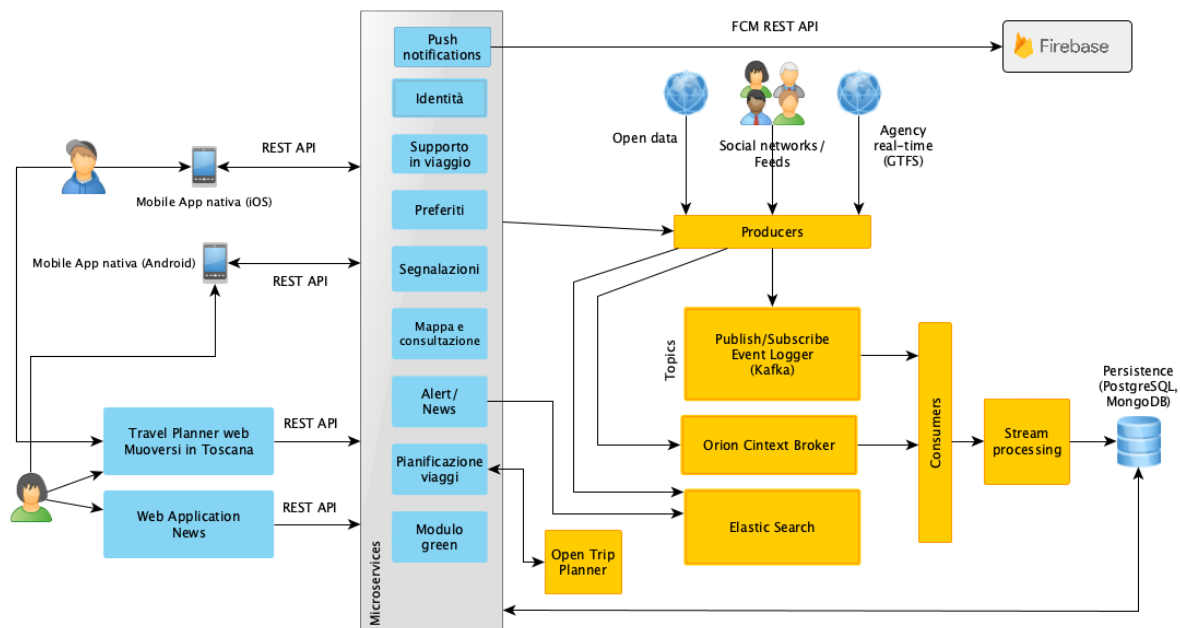 Push
notifications
Identità
Supporto
in viaggio
Preferiti
Segnalazioni
Mappa e
consultazione
Alert/
News
Pianificazione
viaggi
Modulo
green
Microservices
FCM REST API
Firebase
Open data
Social networks /
Feeds
Agency
real-time
(GTFS)
REST API
Mobile App nativa (iOS)
Mobile App nativa (Android)
REST API
Travel Planner web
Muoversi in Toscana
REST API
Web Application
News
REST API
Producers
Topics
Publish/Subscribe
Event Logger
(Kafka)
Orion Cintext Broker
Elastic Search
Open Trip
Planner
Consumers
Stream
processing
Persistence
(PostgreSQL,
MongoDB)